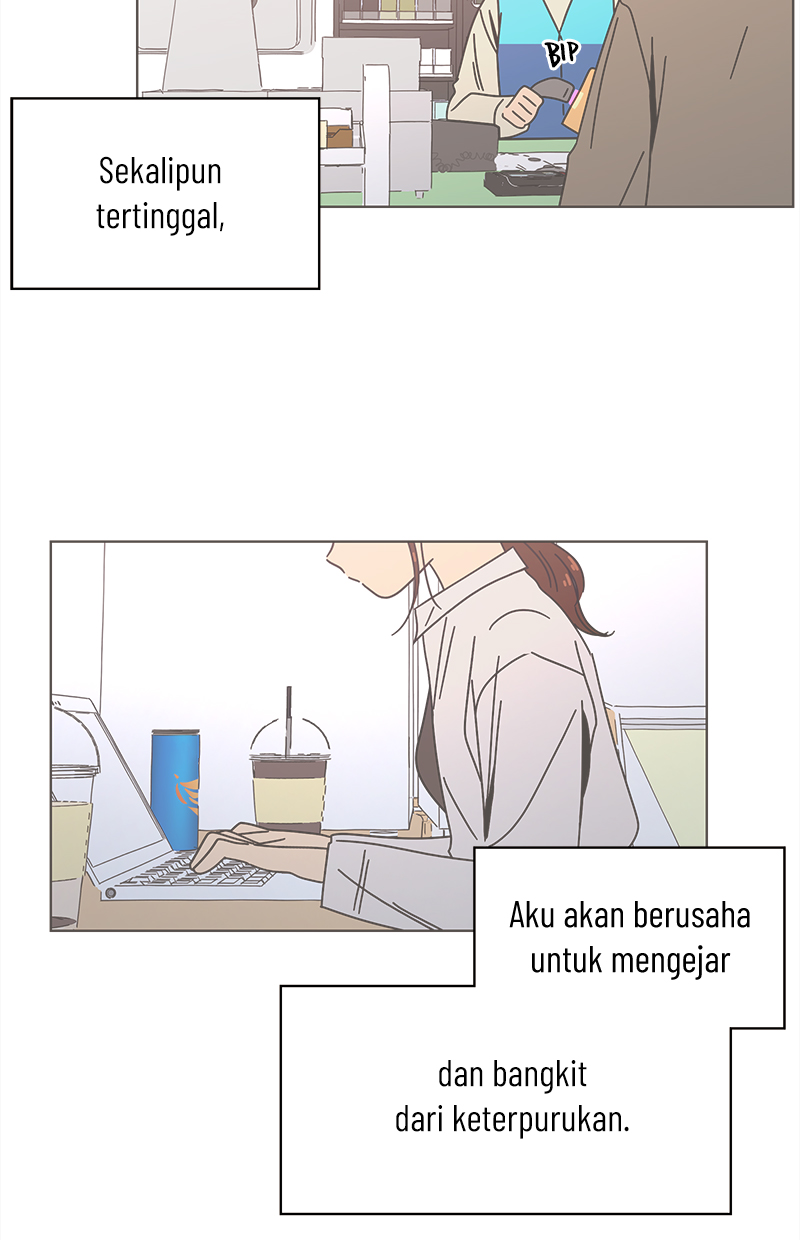 BIP
Sekalipun
tertinggal,
Aku akan berusaha
untuk mengejar
dan bangkit
dari keterpurukan.